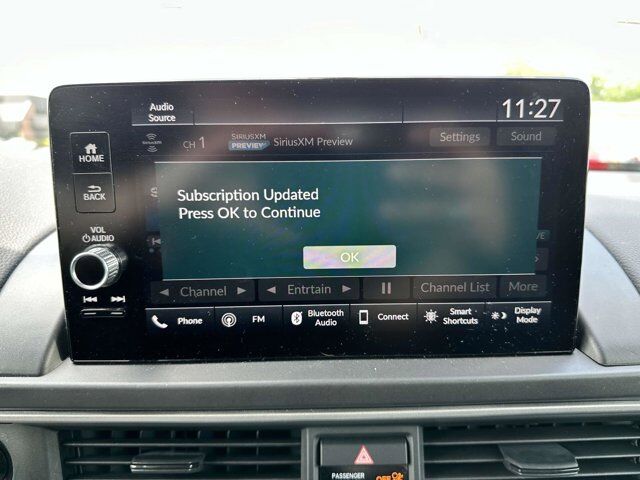 Audio
Source
11:27
HOME
BACK
VOL
AUDIO
SiriusXM
CH 1
SIRIUSXM
PREVIEW
SiriusXM Preview
Settings
Sound
Subscription Updated
Press OK to Continue
OK
Channel
Entrtain
Channel List
More
Phone
FM
Bluetooth
Audio
Connect
Smart
Shortcuts
Display
Mode
PASSENGER
OFF